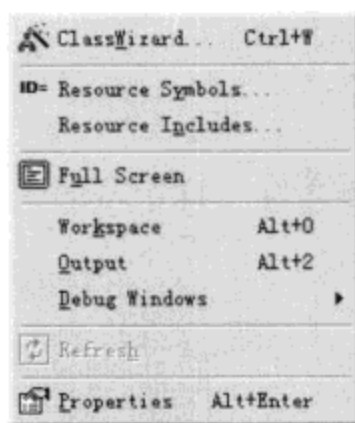 ClassWizard... Ctrl+W
ID= Resource Symbols...
Resource Includes...
Full Screen
Workspace Alt+0
Output Alt+2
Debug Windows
Refresh
Properties Alt+Enter